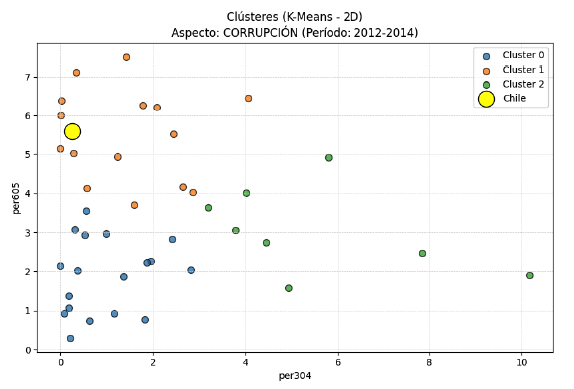 Clústeres (K-Means - 2D)
Aspecto: CORRUPCIÓN (Período: 2012-2014)
Cluster 0
Cluster 1
Cluster 2
Chile
7
6
5
4
3
2
1
0
per605
0 2 4 6 8 10
per304